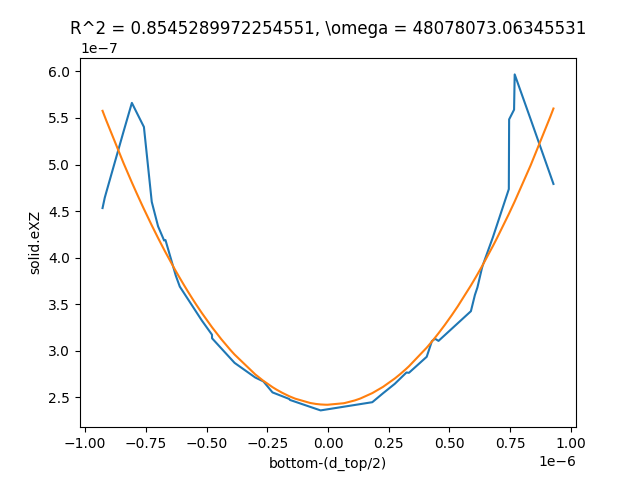 R^2 = 0.8545289972254551, \omega = 48078073.06345531
1e−7
6.0
5.5
5.0
4.5
4.0
3.5
3.0
2.5
solid.eXZ
−1.00 −0.75 −0.50 −0.25 0.00 0.25 0.50 0.75 1.00
bottom-(d_top/2)
1e−6